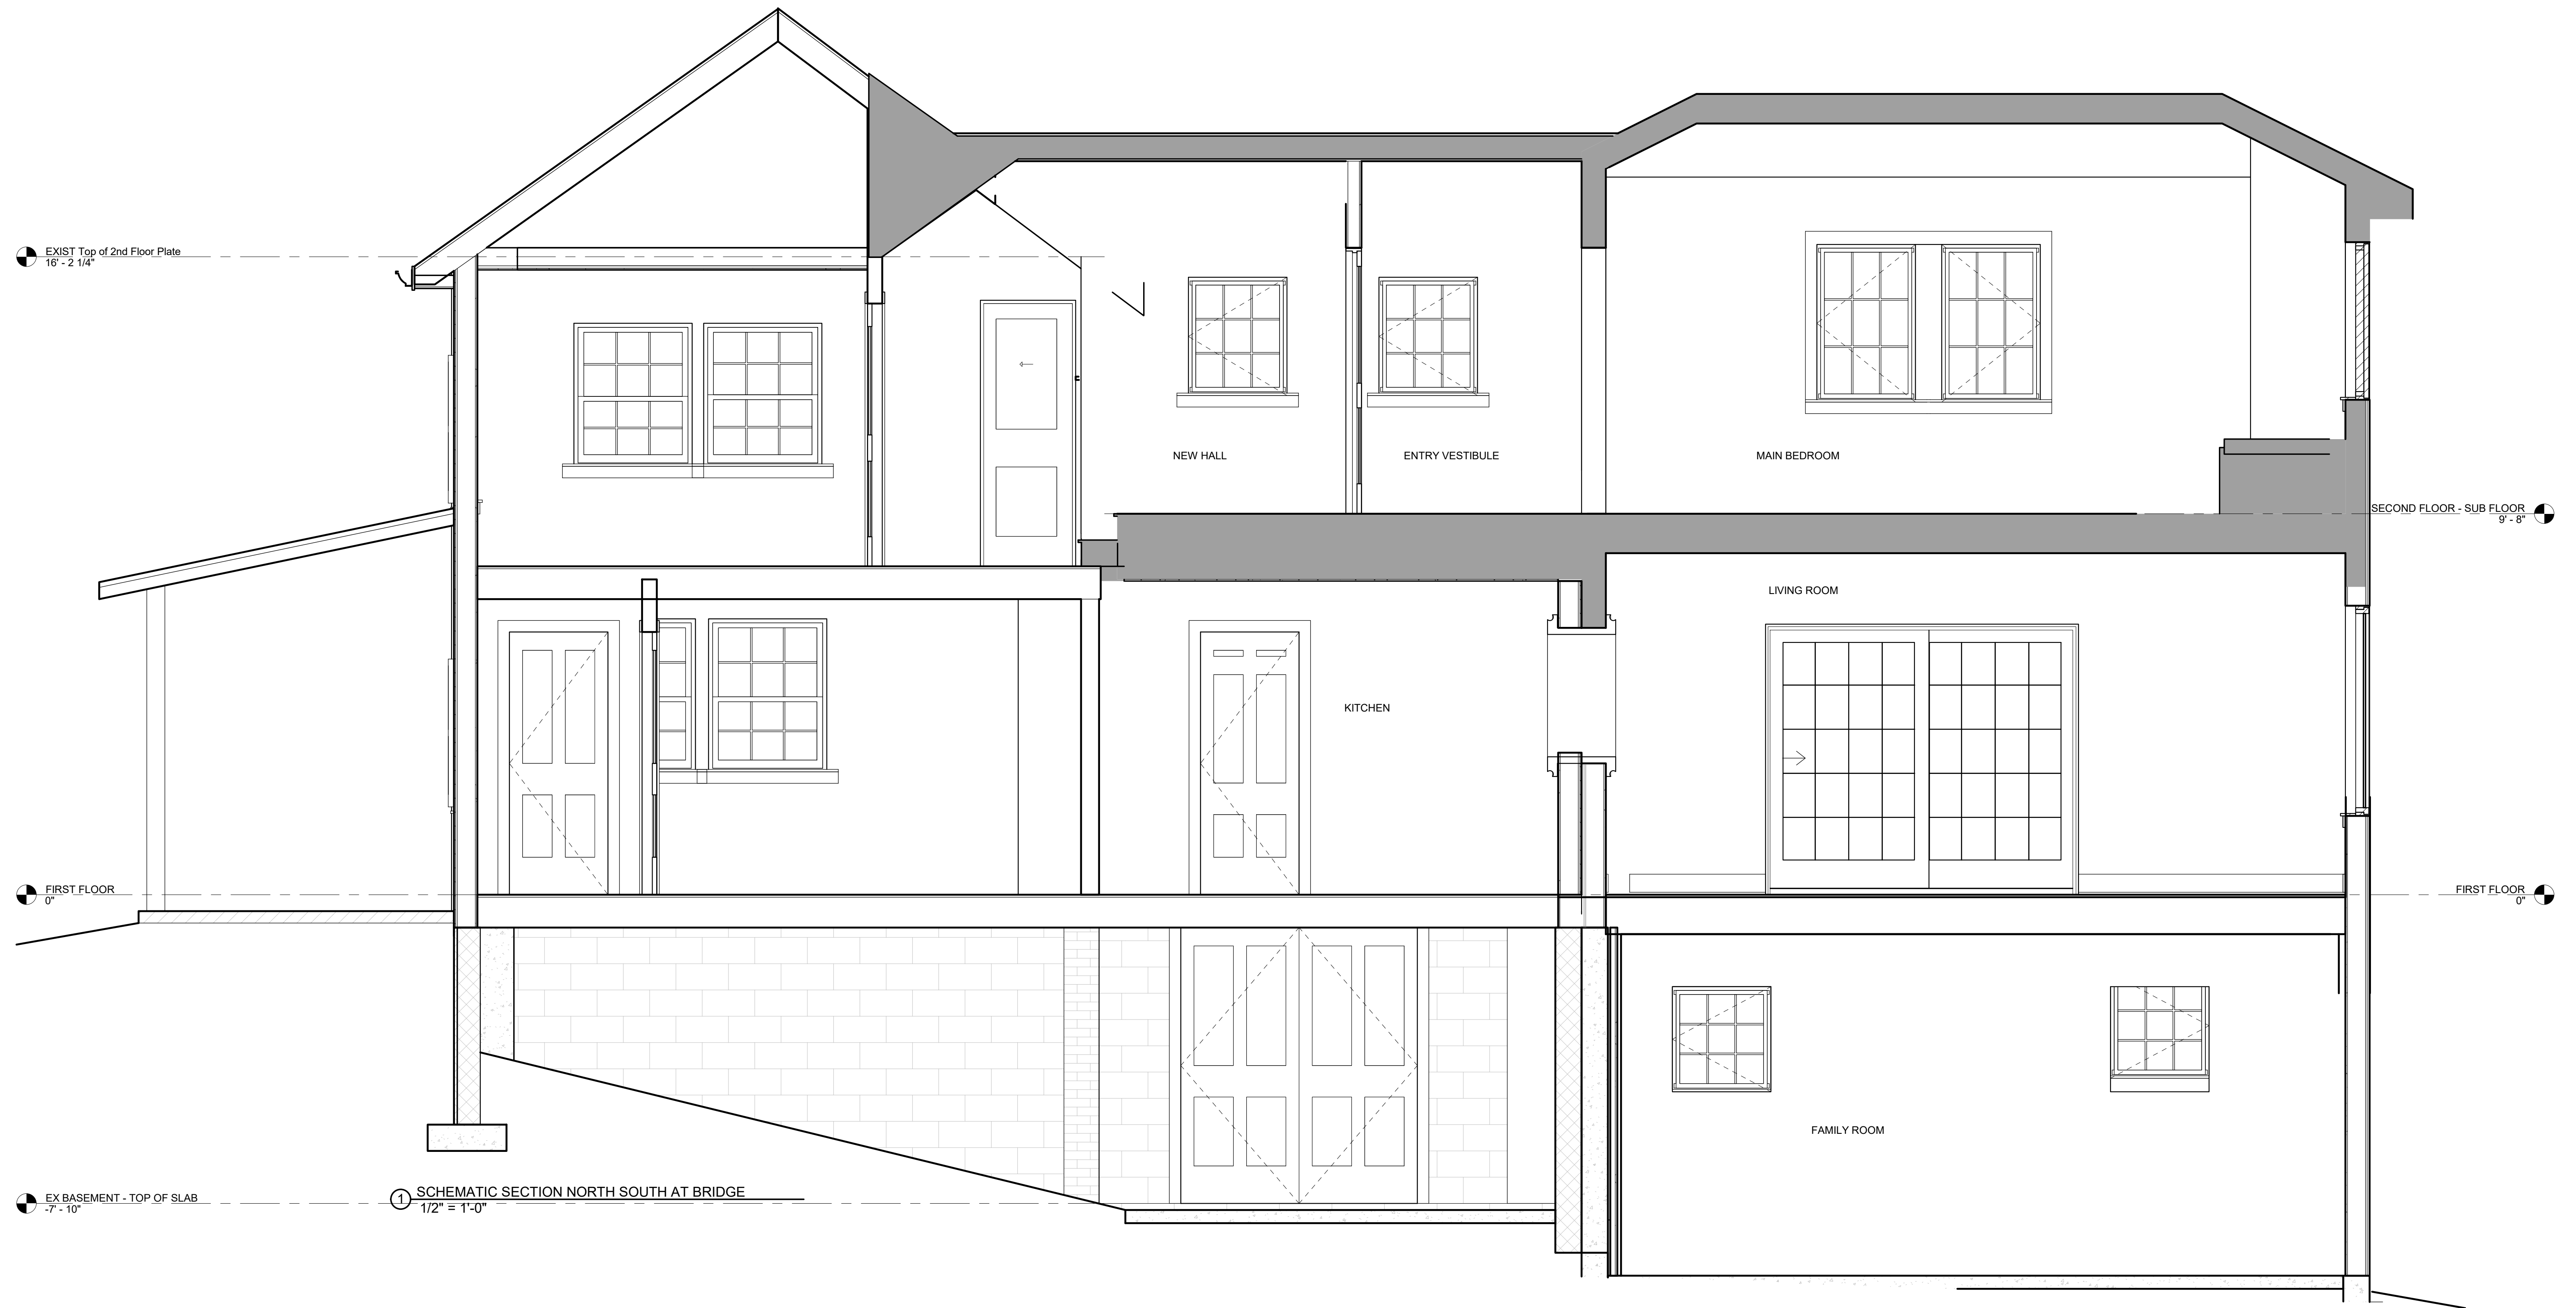 EXIST Top of 2nd Floor Plate
16' - 2 1/4"
NEW HALL
ENTRY VESTIBULE
MAIN BEDROOM
SECOND FLOOR - SUB FLOOR
9' - 8"
LIVING ROOM
KITCHEN
FIRST FLOOR
0"
FIRST FLOOR
0"
FAMILY ROOM
EX BASEMENT - TOP OF SLAB
-7' - 10"
1
SCHEMATIC SECTION NORTH SOUTH AT BRIDGE
1/2" = 1'-0"